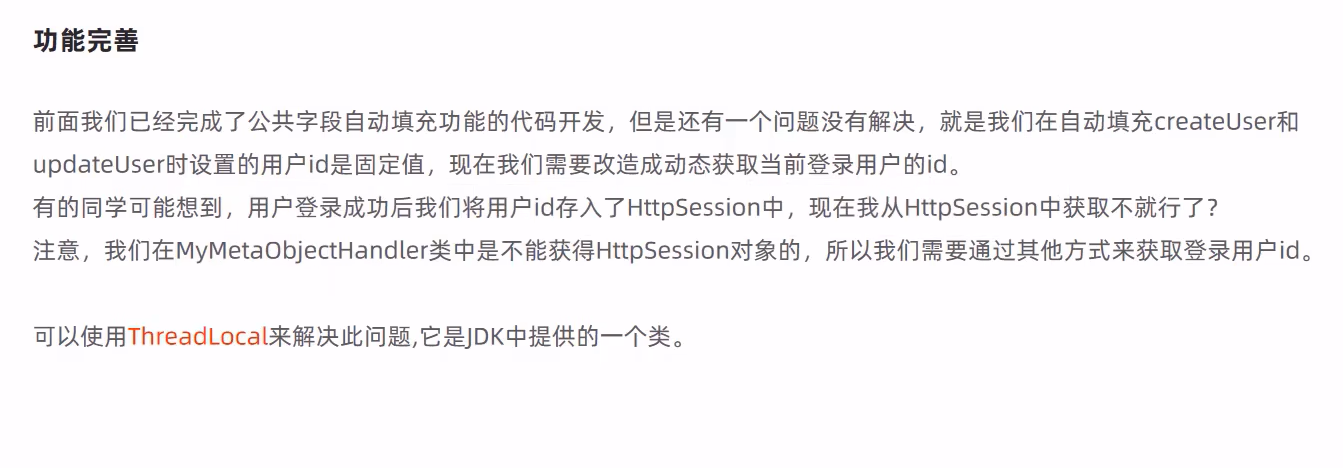 功能完善
前面我们已经完成了公共字段自动填充功能的代码开发，但是还有一个问题没有解决，就是我们在自动填充createUser和
updateUser时设置的用户id是固定值，现在我们需要改造成动态获取当前登录用户的id。
有的同学可能想到，用户登录成功后我们将用户id存入了HttpSession中，现在我从HttpSession中获取不就行了？
注意，我们在MyMetaObjectHandler类中是不能获得HttpSession对象的，所以我们需要通过其他方式来获取登录用户id。
可以使用ThreadLocal来解决此问题,它是JDK中提供的一个类。